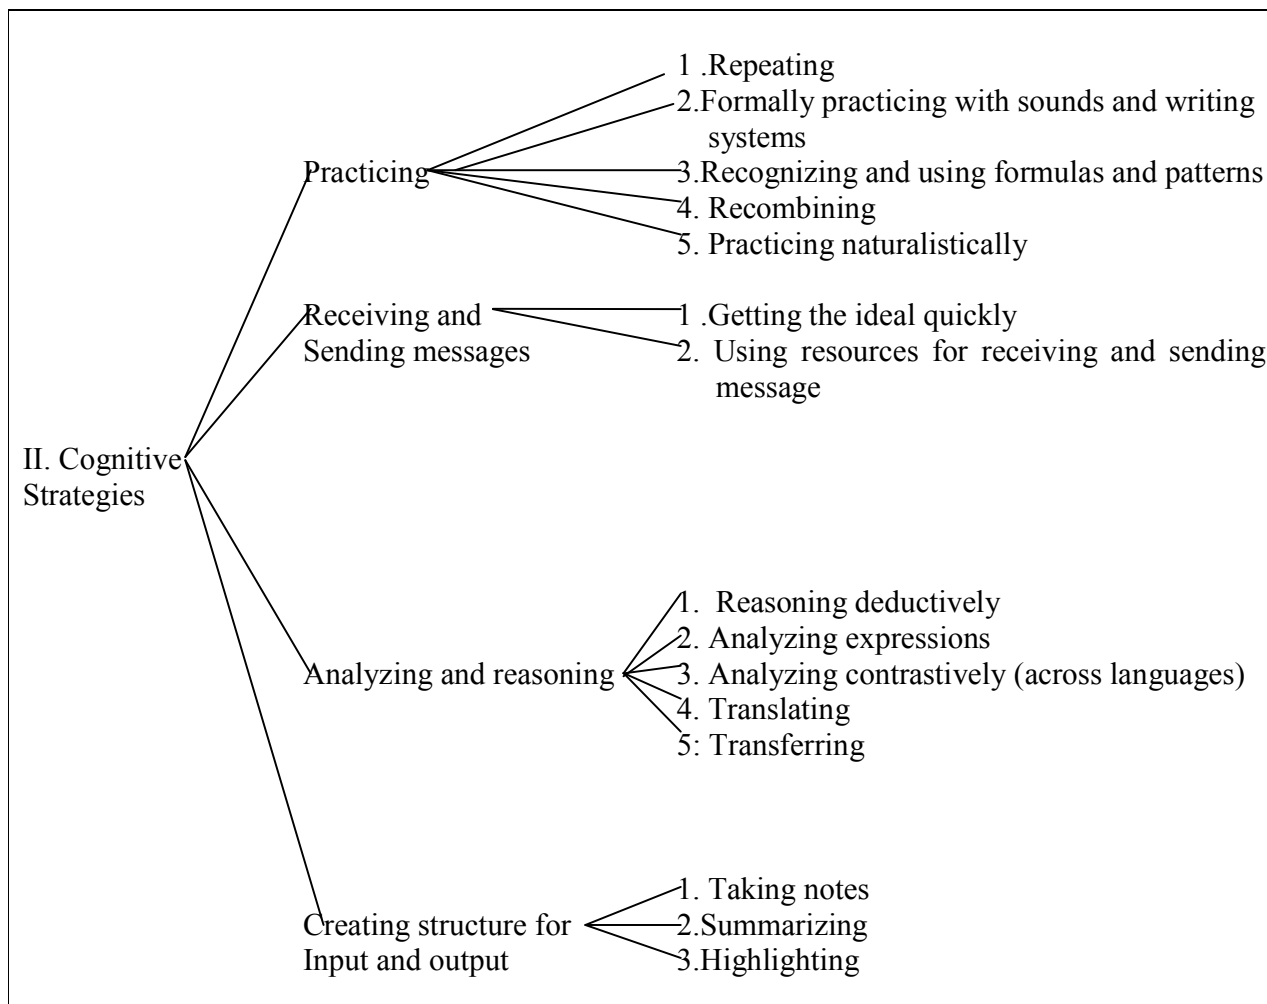 1 .Repeating
2.Formally practicing with sounds and writing
systems
Practicing
3.Recognizing and using formulas and patterns
4. Recombining
5. Practicing naturalistically
Receiving and
Sending messages
1 .Getting the ideal quickly
2. Using resources for receiving and sending
message
II. Cognitive
Strategies
1. Reasoning deductively
2. Analyzing expressions
Analyzing and reasoning
3. Analyzing contrastively (across languages)
4. Translating
5: Transferring
1. Taking notes
Creating structure for
Input and output
2.Summarizing
3.Highlighting